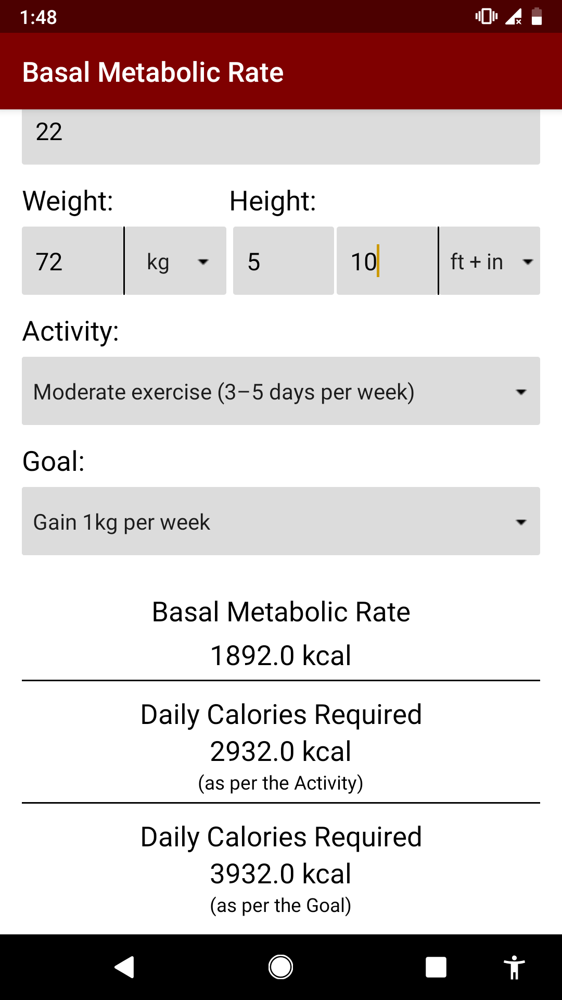 1:48
Basal Metabolic Rate
22
Weight: Height:
72 kg 5 10 ft + in
Activity:
Moderate exercise (3–5 days per week)
Goal:
Gain 1kg per week
Basal Metabolic Rate
1892.0 kcal
Daily Calories Required
2932.0 kcal
(as per the Activity)
Daily Calories Required
3932.0 kcal
(as per the Goal)